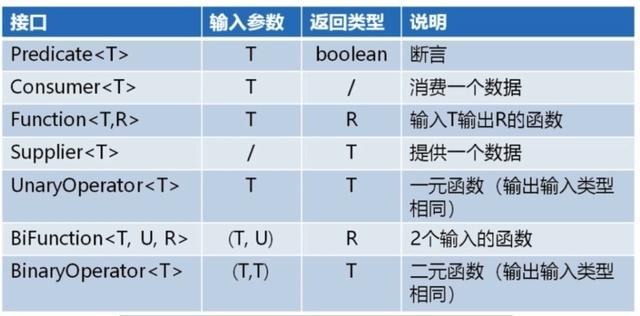 接口 输入参数 返回类型 说明
Predicate<T> T boolean 断言
Consumer<T> T / 消费一个数据
Function<T,R> T R 输入T输出R的函数
Supplier<T> / T 提供一个数据
UnaryOperator<T> T T 一元函数（输出输入类型
相同）
BiFunction<T, U, R> (T, U) R 2个输入的函数
BinaryOperator<T> (T,T) T 二元函数（输出输入类型
相同）